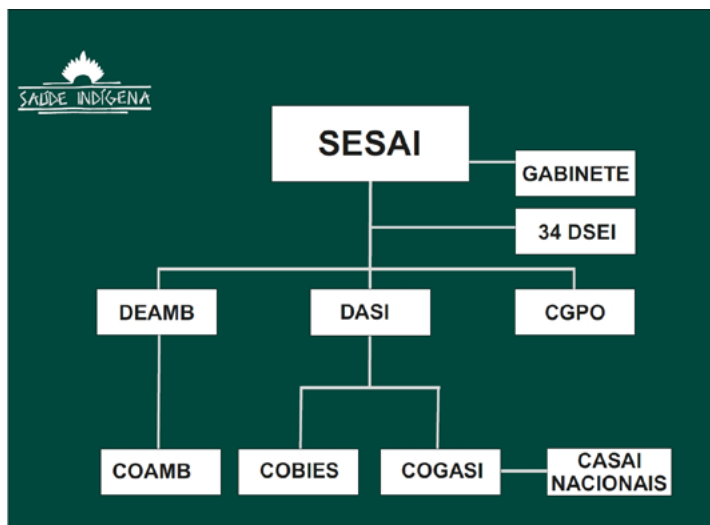 SAÚDE INDÍGENA
SESAI
GABINETE
34 DSEI
DEAMB
DASI
CGPO
COAMB
COBIES
COGASI
CASAI
NACIONAIS